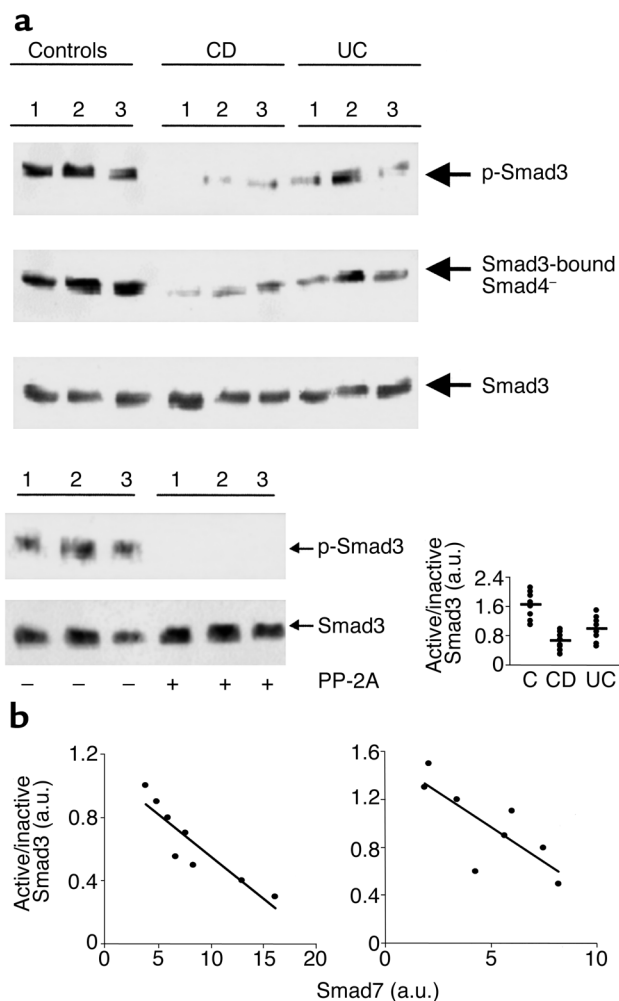 a
Controls CD UC
1 2 3 1 2 3 1 2 3
p-Smad3
Smad3-bound
Smad4–
Smad3
1 2 3 1 2 3
p-Smad3
Smad3
– – – + + + PP-2A
Active/inactive
Smad3 (a.u.)
2.4
1.6
0.8
0
C CD UC
b
Active/inactive
Smad3 (a.u.)
1.2
0.8
0.4
0
0 5 10 15 20
1.6
1.2
0.8
0.4
0
0 5 10
Smad7 (a.u.)